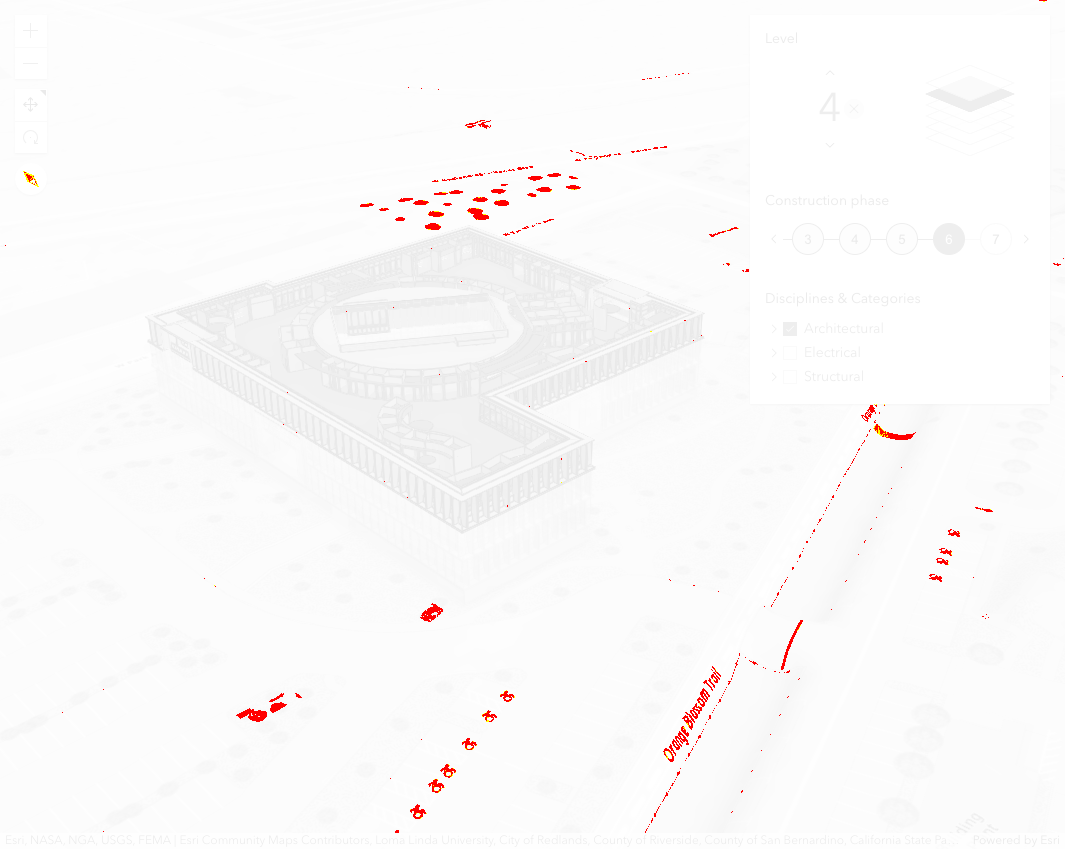 Level
4
Construction phase
3 4 5 6 7
Disciplines & Categories
Architectural
Electrical
Structural
Orange Blossom Trail
Esri, NASA, NGA, USGS, FEMA | Esri Community Maps Contributors, Loma Linda University, City of Redlands, County of Riverside, County of San Bernardino, California State Pa...
Powered by Esri